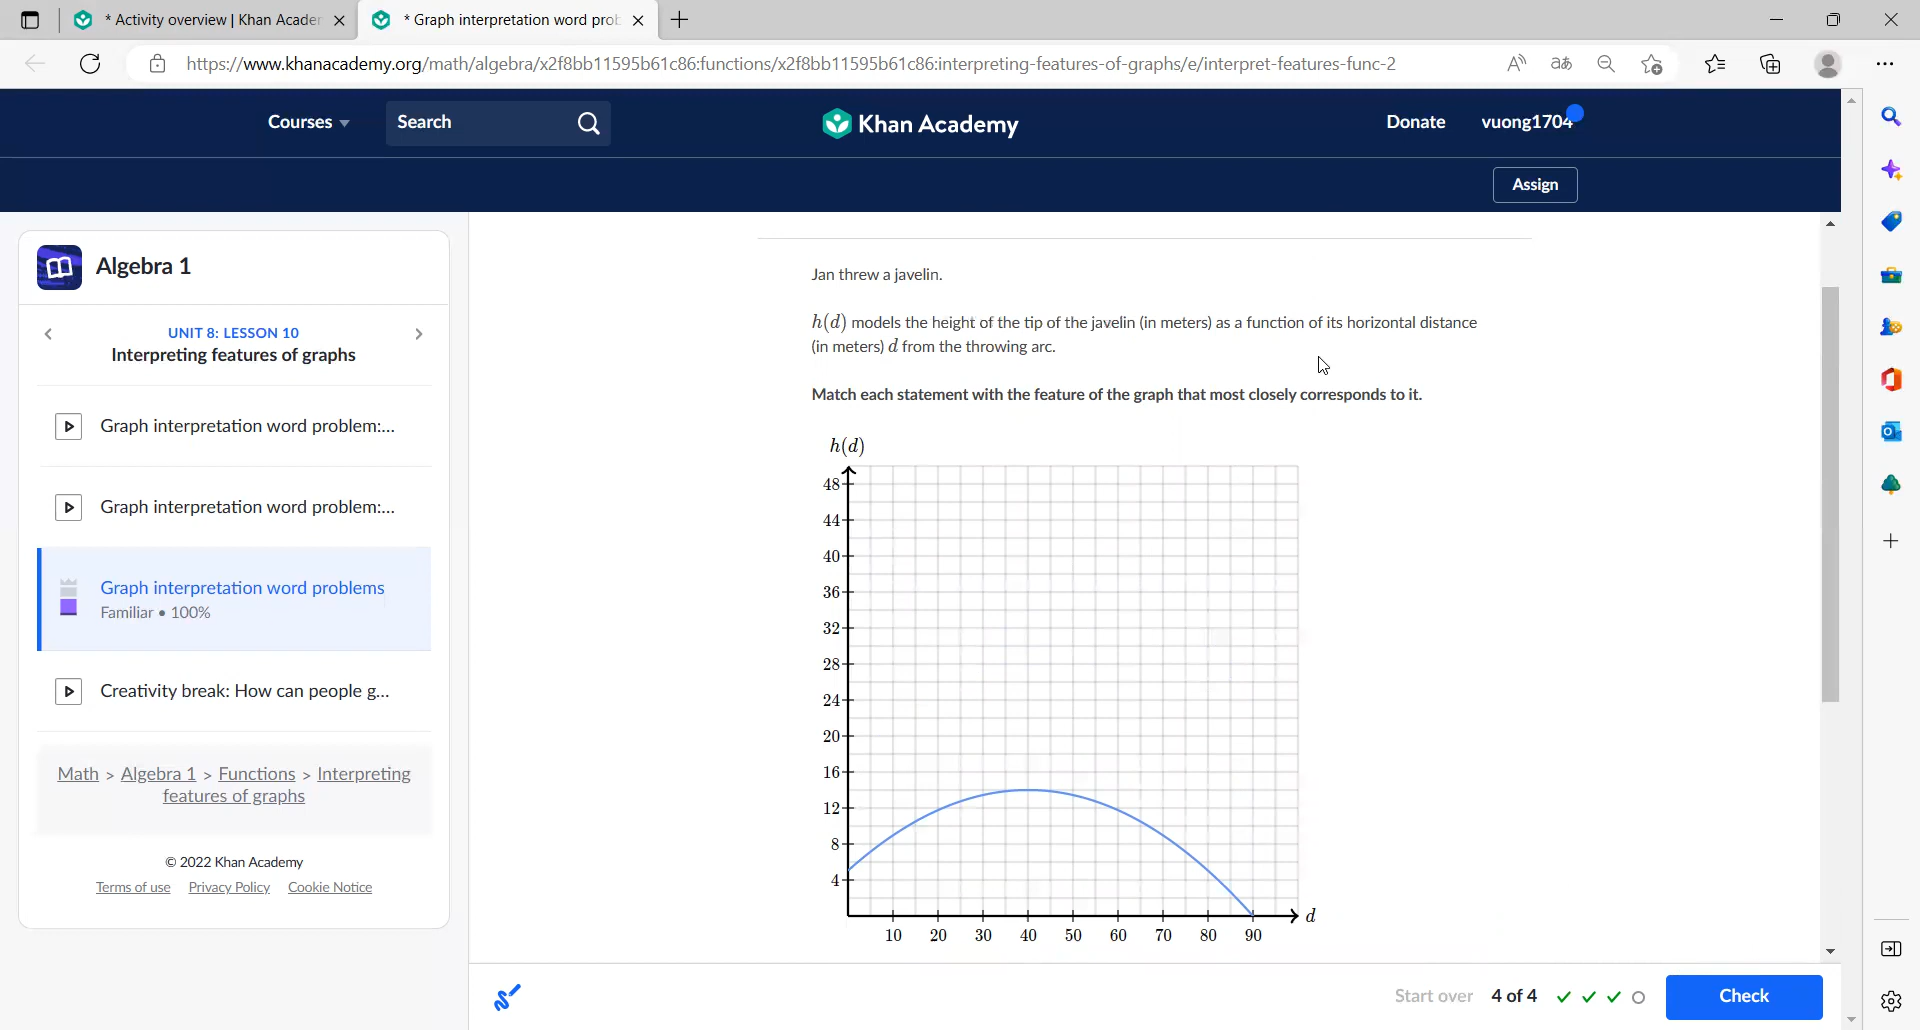 * Activity overview | Khan Acade
* Graph interpretation word prob
https://www.khanacademy.org/math/algebra/x2f8bb11595b61c86:functions/x2f8bb11595b61c86:interpreting-features-of-graphs/e/interpret-features-func-2
Courses
Search
Khan Academy
Donate
vuong1704
Assign
Algebra 1
UNIT 8: LESSON 10
Interpreting features of graphs
Graph interpretation word problem:...
Graph interpretation word problem:...
Graph interpretation word problems
Familiar • 100%
Creativity break: How can people g...
Math > Algebra 1 > Functions > Interpreting
features of graphs
© 2022 Khan Academy
Terms of use Privacy Policy Cookie Notice
Jan threw a javelin.
h(d) models the height of the tip of the javelin (in meters) as a function of its horizontal distance
(in meters) d from the throwing arc.
Match each statement with the feature of the graph that most closely corresponds to it.
h(d)
48
44
40
36
32
28
24
20
16
12
8
4
d
10 20 30 40 50 60 70 80 90
Start over 4 of 4
Check